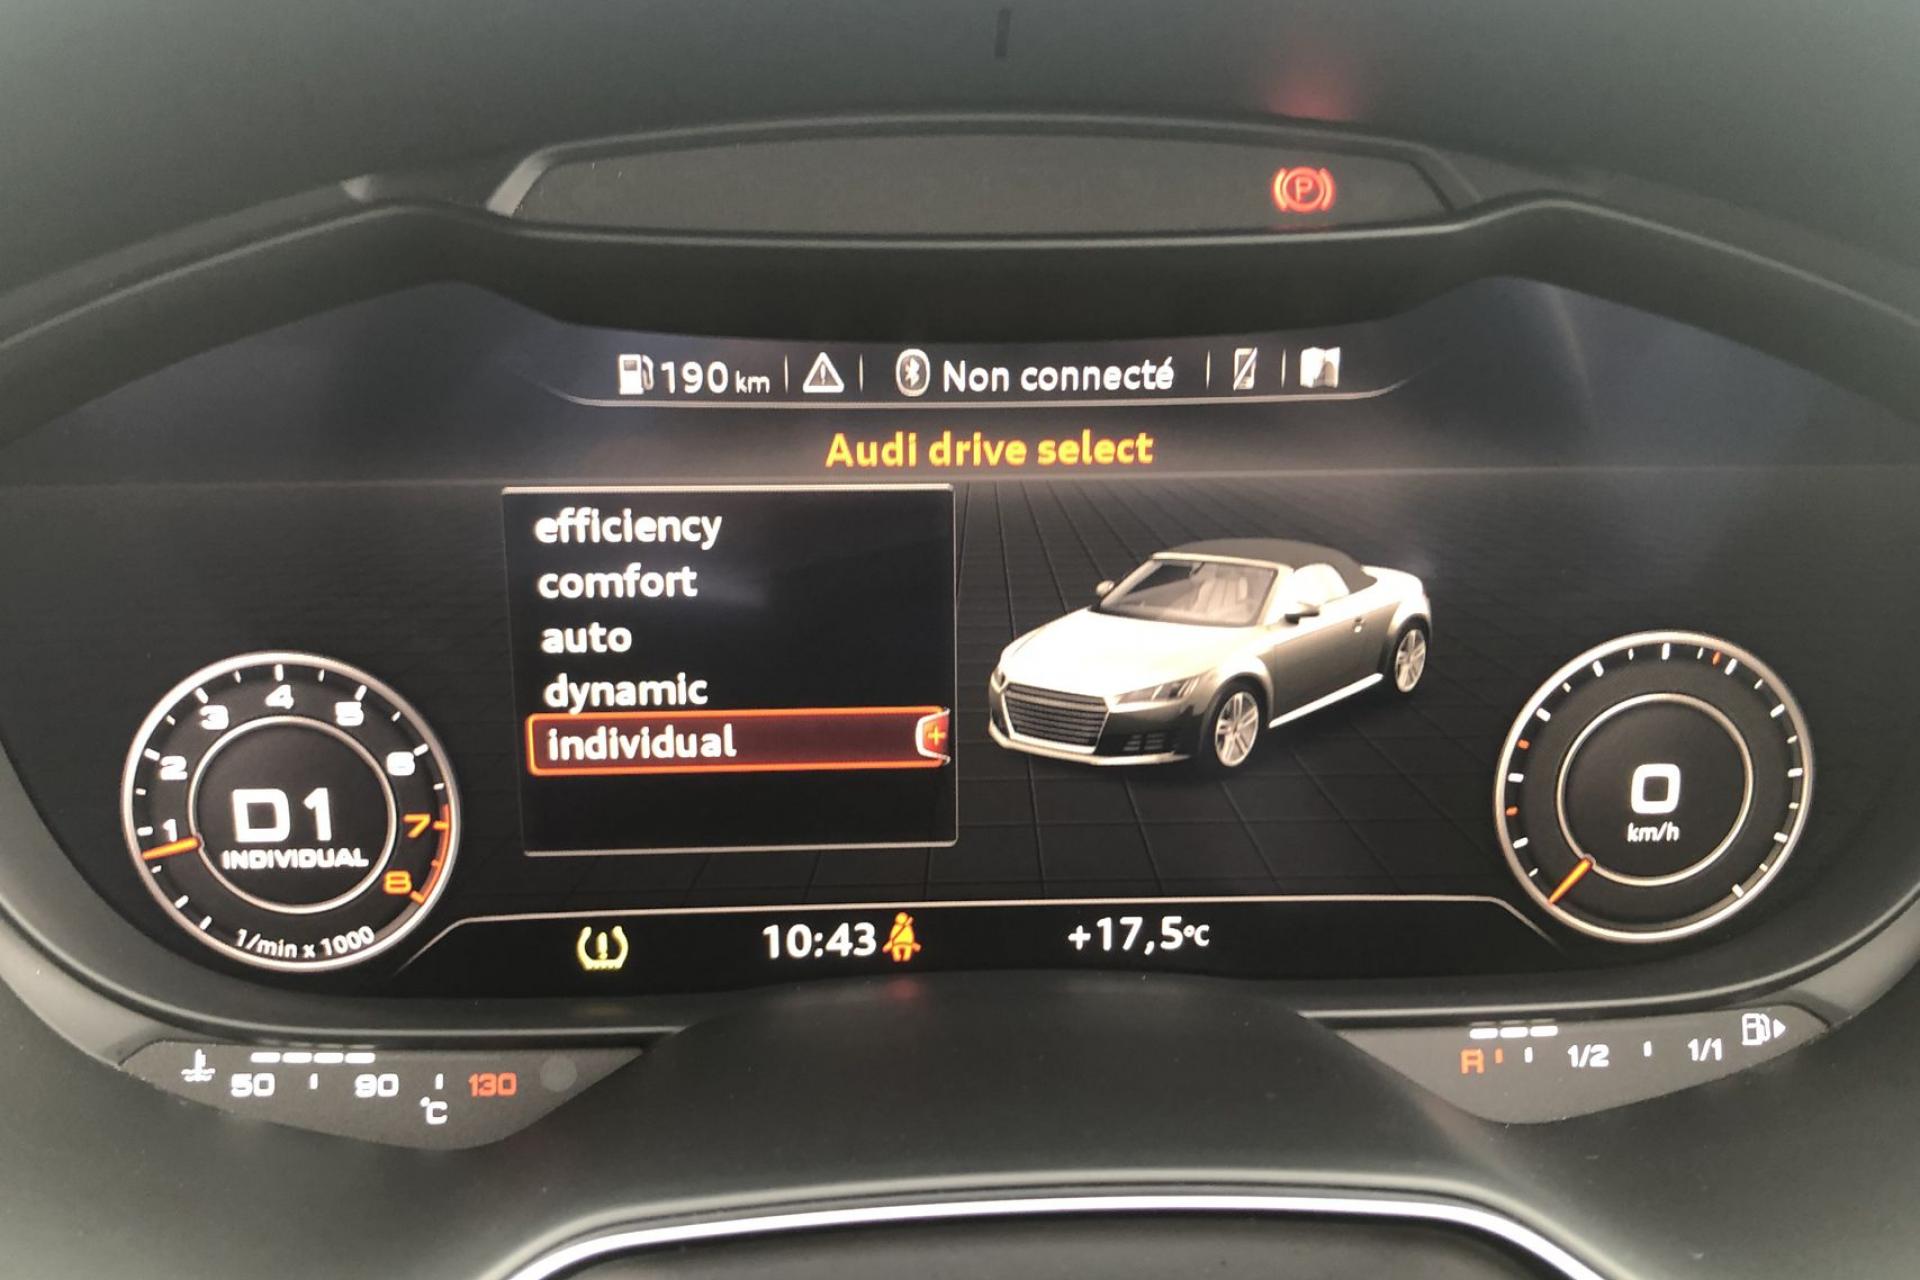 P
190 km
Non connecté
Audi drive select
efficiency
comfort
auto
dynamic
individual
1 2 3 4 5 6 7 8
D1
INDIVIDUAL
1/min x 1000
0
km/h
10:43
+17,5°C
50 90 130
°C
R 1/2 1/1